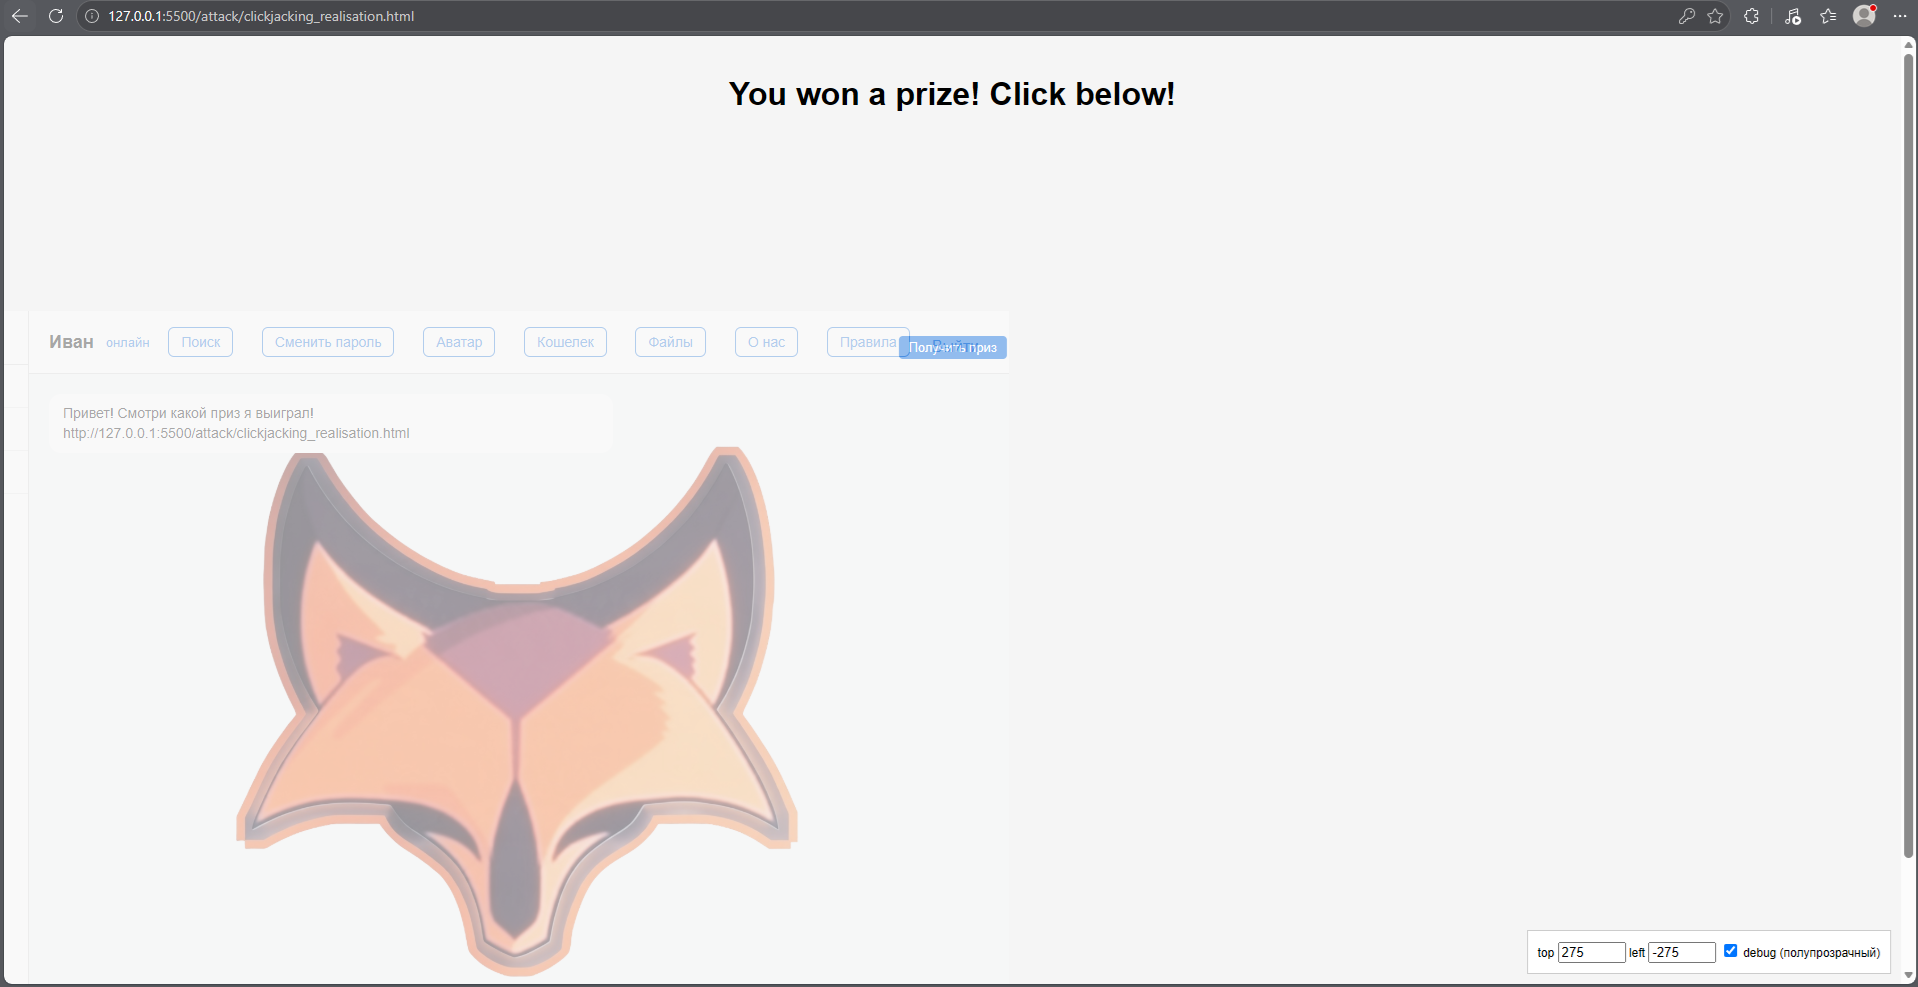 127.0.0.1:5500/attack/clickjacking_realisation.html
You won a prize! Click below!
Иван онлайн Поиск Сменить пароль Аватар Кошелек Файлы О нас Правила Выйти
Получить приз
Привет! Смотри какой приз я выиграл!
http://127.0.0.1:5500/attack/clickjacking_realisation.html
top 275 left -275 debug (полупрозрачный)